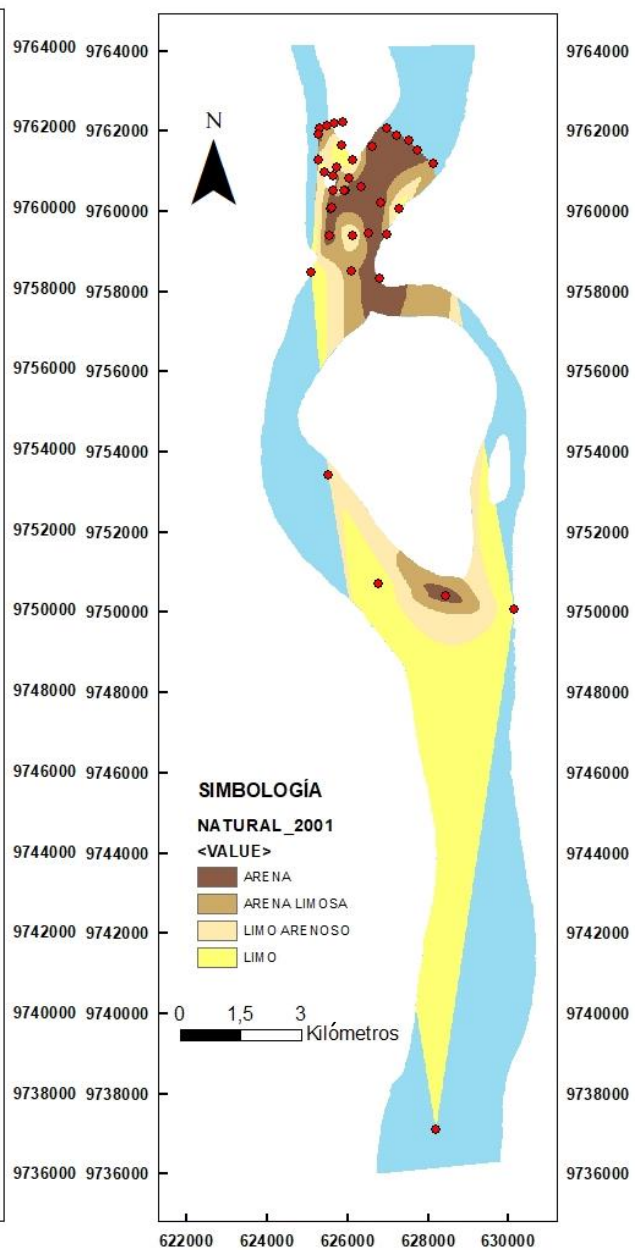 9764000 9764000 9764000
9762000 9762000 9762000
N
9760000 9760000 9760000
9758000 9758000 9758000
9756000 9756000 9756000
9754000 9754000 9754000
9752000 9752000 9752000
9750000 9750000 9750000
9748000 9748000 9748000
9746000 9746000 9746000
SIMBOLOGÍA
NATURAL_2001
<VALUE>
9744000 9744000 9744000
ARENA
ARENA LIMOSA
9742000 9742000 9742000
LIMO ARENOSO
LIMO
9740000 9740000 9740000
0 1,5 3
Kilómetros
9738000 9738000 9738000
9736000 9736000 9736000
622000 624000 626000 628000 630000